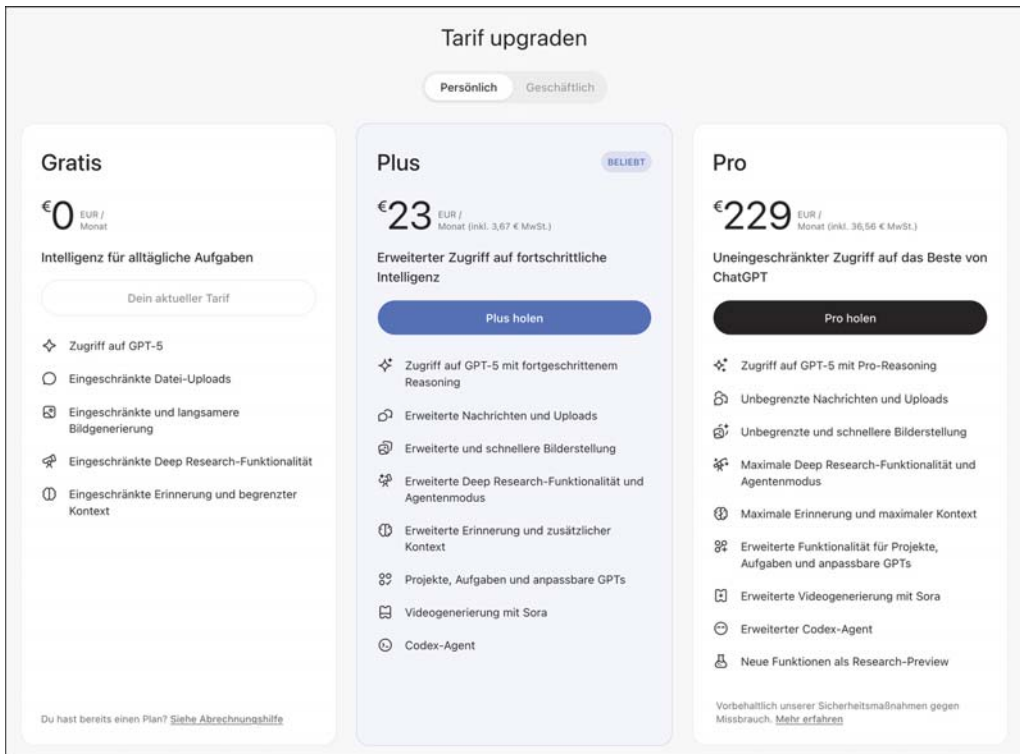 Tarif upgraden
Persönlich
Geschäftlich
Gratis
€0 EUR /
Monat
Intelligenz für alltägliche Aufgaben
Dein aktueller Tarif
Zugriff auf GPT-5
Eingeschränkte Datei-Uploads
Eingeschränkte und langsamere
Bildgenerierung
Eingeschränkte Deep Research-Funktionalität
Eingeschränkte Erinnerung und begrenzter
Kontext
Du hast bereits einen Plan? Siehe Abrechnungshilfe
Plus
BELIEBT
€23 EUR /
Monat (inkl. 3,67 € MwSt.)
Erweiterter Zugriff auf fortschrittliche
Intelligenz
Plus holen
Zugriff auf GPT-5 mit fortgeschrittenem
Reasoning
Erweiterte Nachrichten und Uploads
Erweiterte und schnellere Bilderstellung
Erweiterte Deep Research-Funktionalität und
Agentenmodus
Erweiterte Erinnerung und zusätzlicher
Kontext
Projekte, Aufgaben und anpassbare GPTs
Videogenerierung mit Sora
Codex-Agent
Pro
€229 EUR /
Monat (inkl. 36,56 € MwSt.)
Uneingeschränkter Zugriff auf das Beste von
ChatGPT
Pro holen
Zugriff auf GPT-5 mit Pro-Reasoning
Unbegrenzte Nachrichten und Uploads
Unbegrenzte und schnellere Bilderstellung
Maximale Deep Research-Funktionalität und
Agentenmodus
Maximale Erinnerung und maximaler Kontext
Erweiterte Funktionalität für Projekte,
Aufgaben und anpassbare GPTs
Erweiterte Videogenerierung mit Sora
Erweiterter Codex-Agent
Neue Funktionen als Research-Preview
Vorbehaltlich unserer Sicherheitsmaßnahmen gegen
Missbrauch. Mehr erfahren